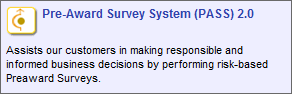 Pre-Award Survey System (PASS) 2.0
Assists our customers in making responsible and
informed business decisions by performing risk-based
Preaward Surveys.